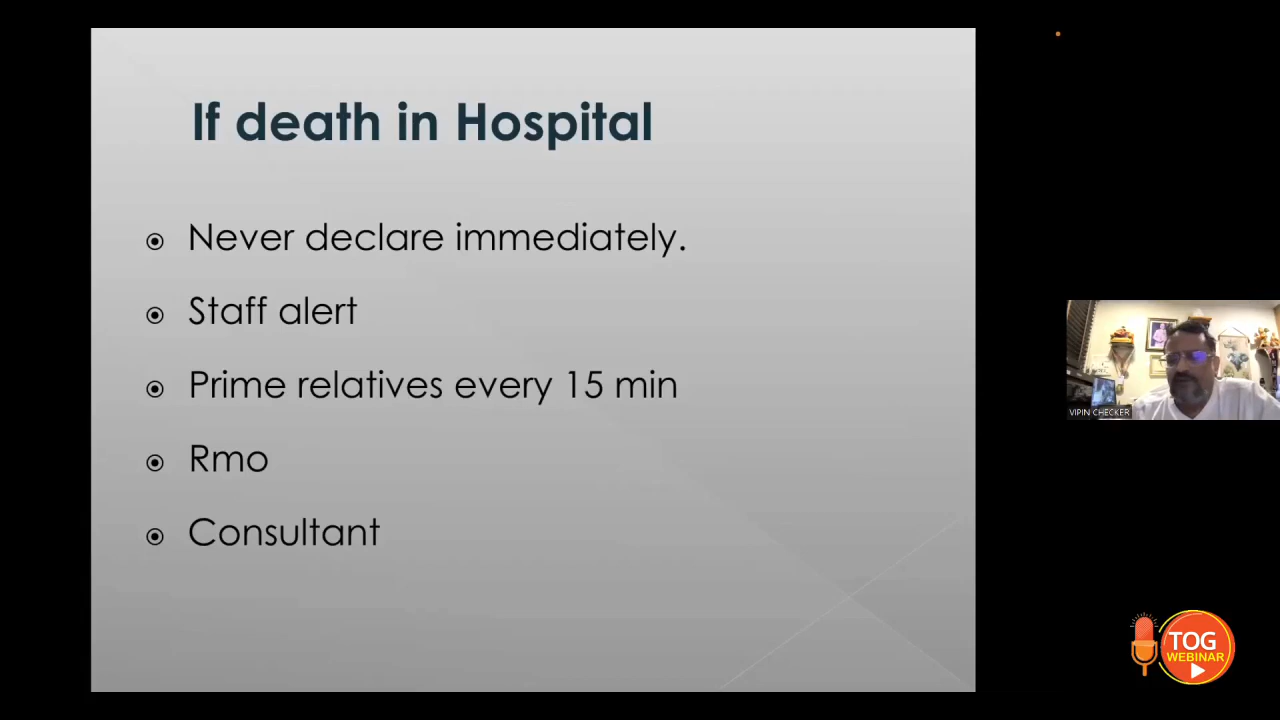 If death in Hospital
Never declare immediately.
Staff alert
Prime relatives every 15 min
Rmo
Consultant
VIPIN CHECKER
TOG
WEBINAR